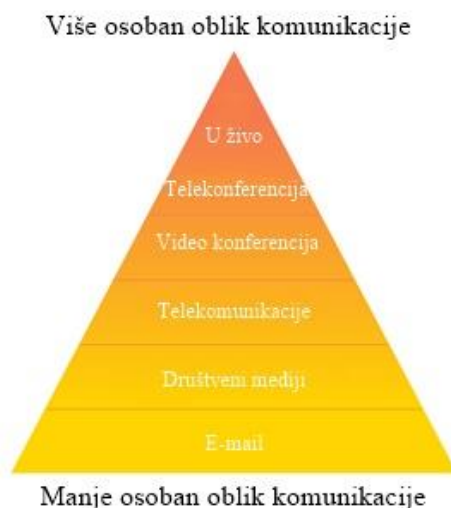 Više osoban oblik komunikacije
U živo
Telekonferencija
Video konferencija
Telekomunikacije
Društveni mediji
E-mail
Manje osoban oblik komunikacije